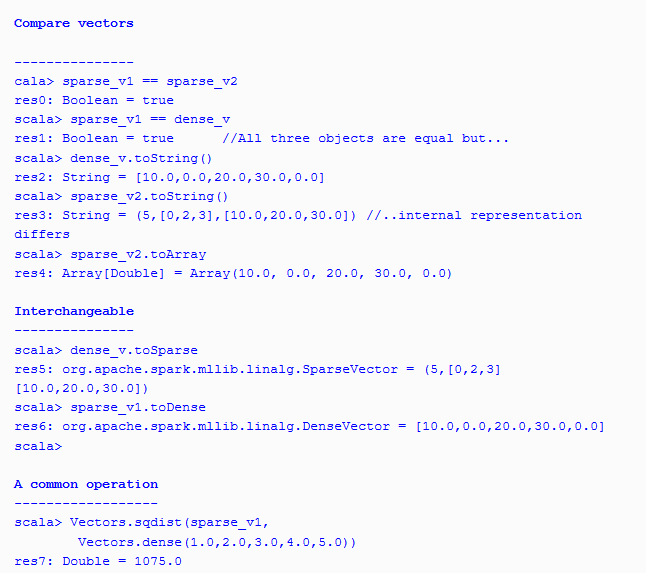 Compare vectors
---------------
cala> sparse_v1 == sparse_v2
res0: Boolean = true
scala> sparse_v1 == dense_v
res1: Boolean = true      //All three objects are equal but...
scala> dense_v.toString()
res2: String = [10.0,0.0,20.0,30.0,0.0]
scala> sparse_v2.toString()
res3: String = (5,[0,2,3],[10.0,20.0,30.0]) //..internal representation
differs
scala> sparse_v2.toArray
res4: Array[Double] = Array(10.0, 0.0, 20.0, 30.0, 0.0)
Interchangeable
---------------
scala> dense_v.toSparse
res5: org.apache.spark.mllib.linalg.SparseVector = (5,[0,2,3]
[10.0,20.0,30.0])
scala> sparse_v1.toDense
res6: org.apache.spark.mllib.linalg.DenseVector = [10.0,0.0,20.0,30.0,0.0]
scala>
A common operation
------------------
scala> Vectors.sqdist(sparse_v1,
        Vectors.dense(1.0,2.0,3.0,4.0,5.0))
res7: Double = 1075.0